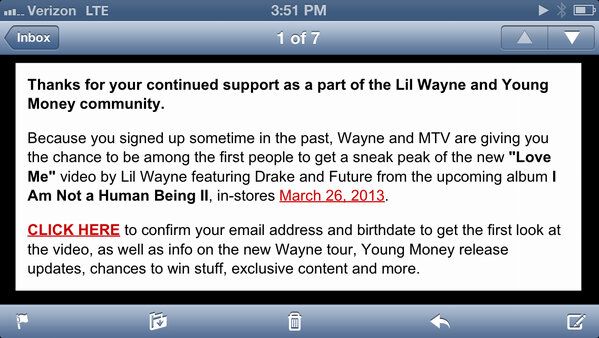 Verizon LTE 3:51 PM
Inbox 1 of 7
Thanks for your continued support as a part of the Lil Wayne and Young
Money community.
Because you signed up sometime in the past, Wayne and MTV are giving you
the chance to be among the first people to get a sneak peak of the new "Love
Me" video by Lil Wayne featuring Drake and Future from the upcoming album I
Am Not a Human Being II, in-stores March 26, 2013.
CLICK HERE to confirm your email address and birthdate to get the first look at
the video, as well as info on the new Wayne tour, Young Money release
updates, chances to win stuff, exclusive content and more.